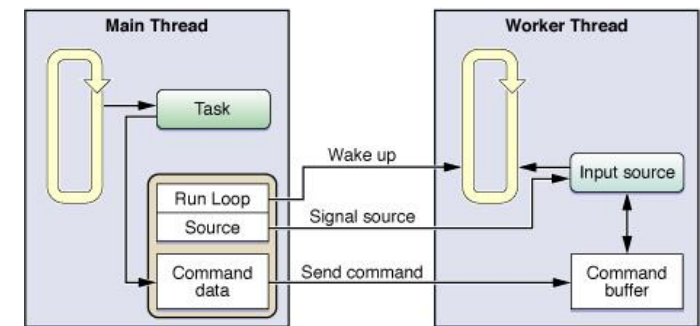 Main Thread
Worker Thread
Task
Wake up
Input source
Run Loop
Signal source
Source
Command
data
Send command
Command
buffer